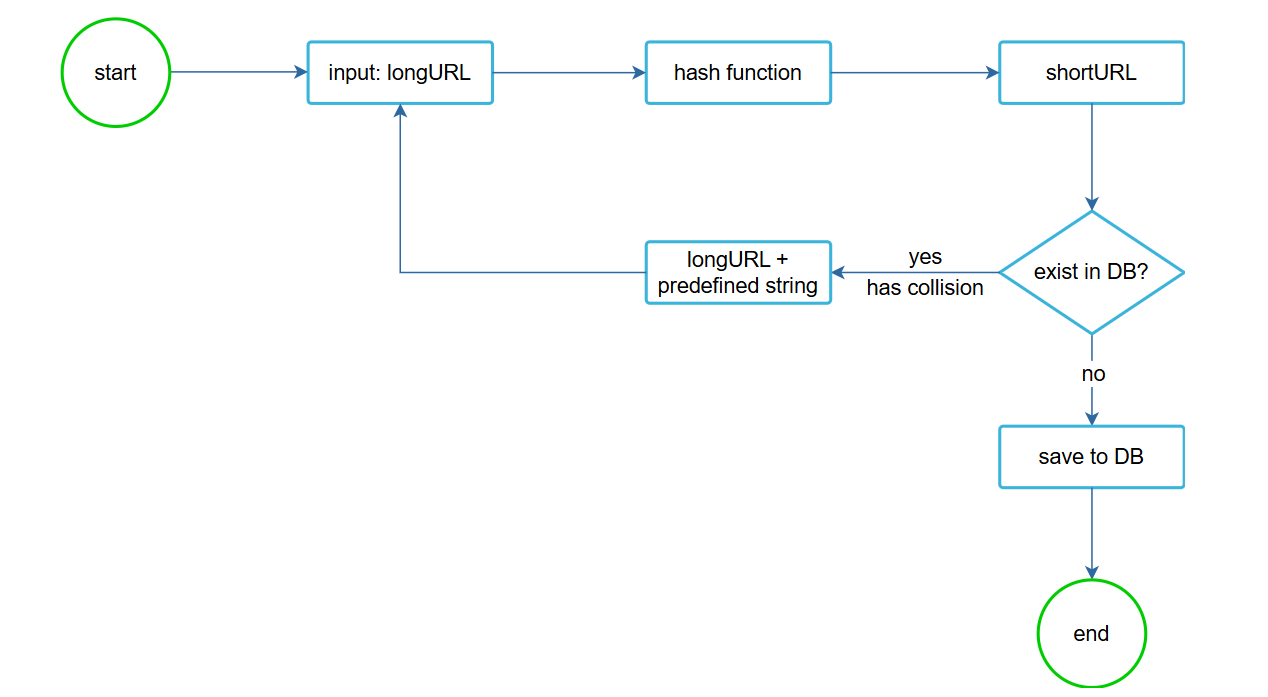 start
input: longURL
hash function
shortURL
longURL +
predefined string
yes
has collision
exist in DB?
no
save to DB
end